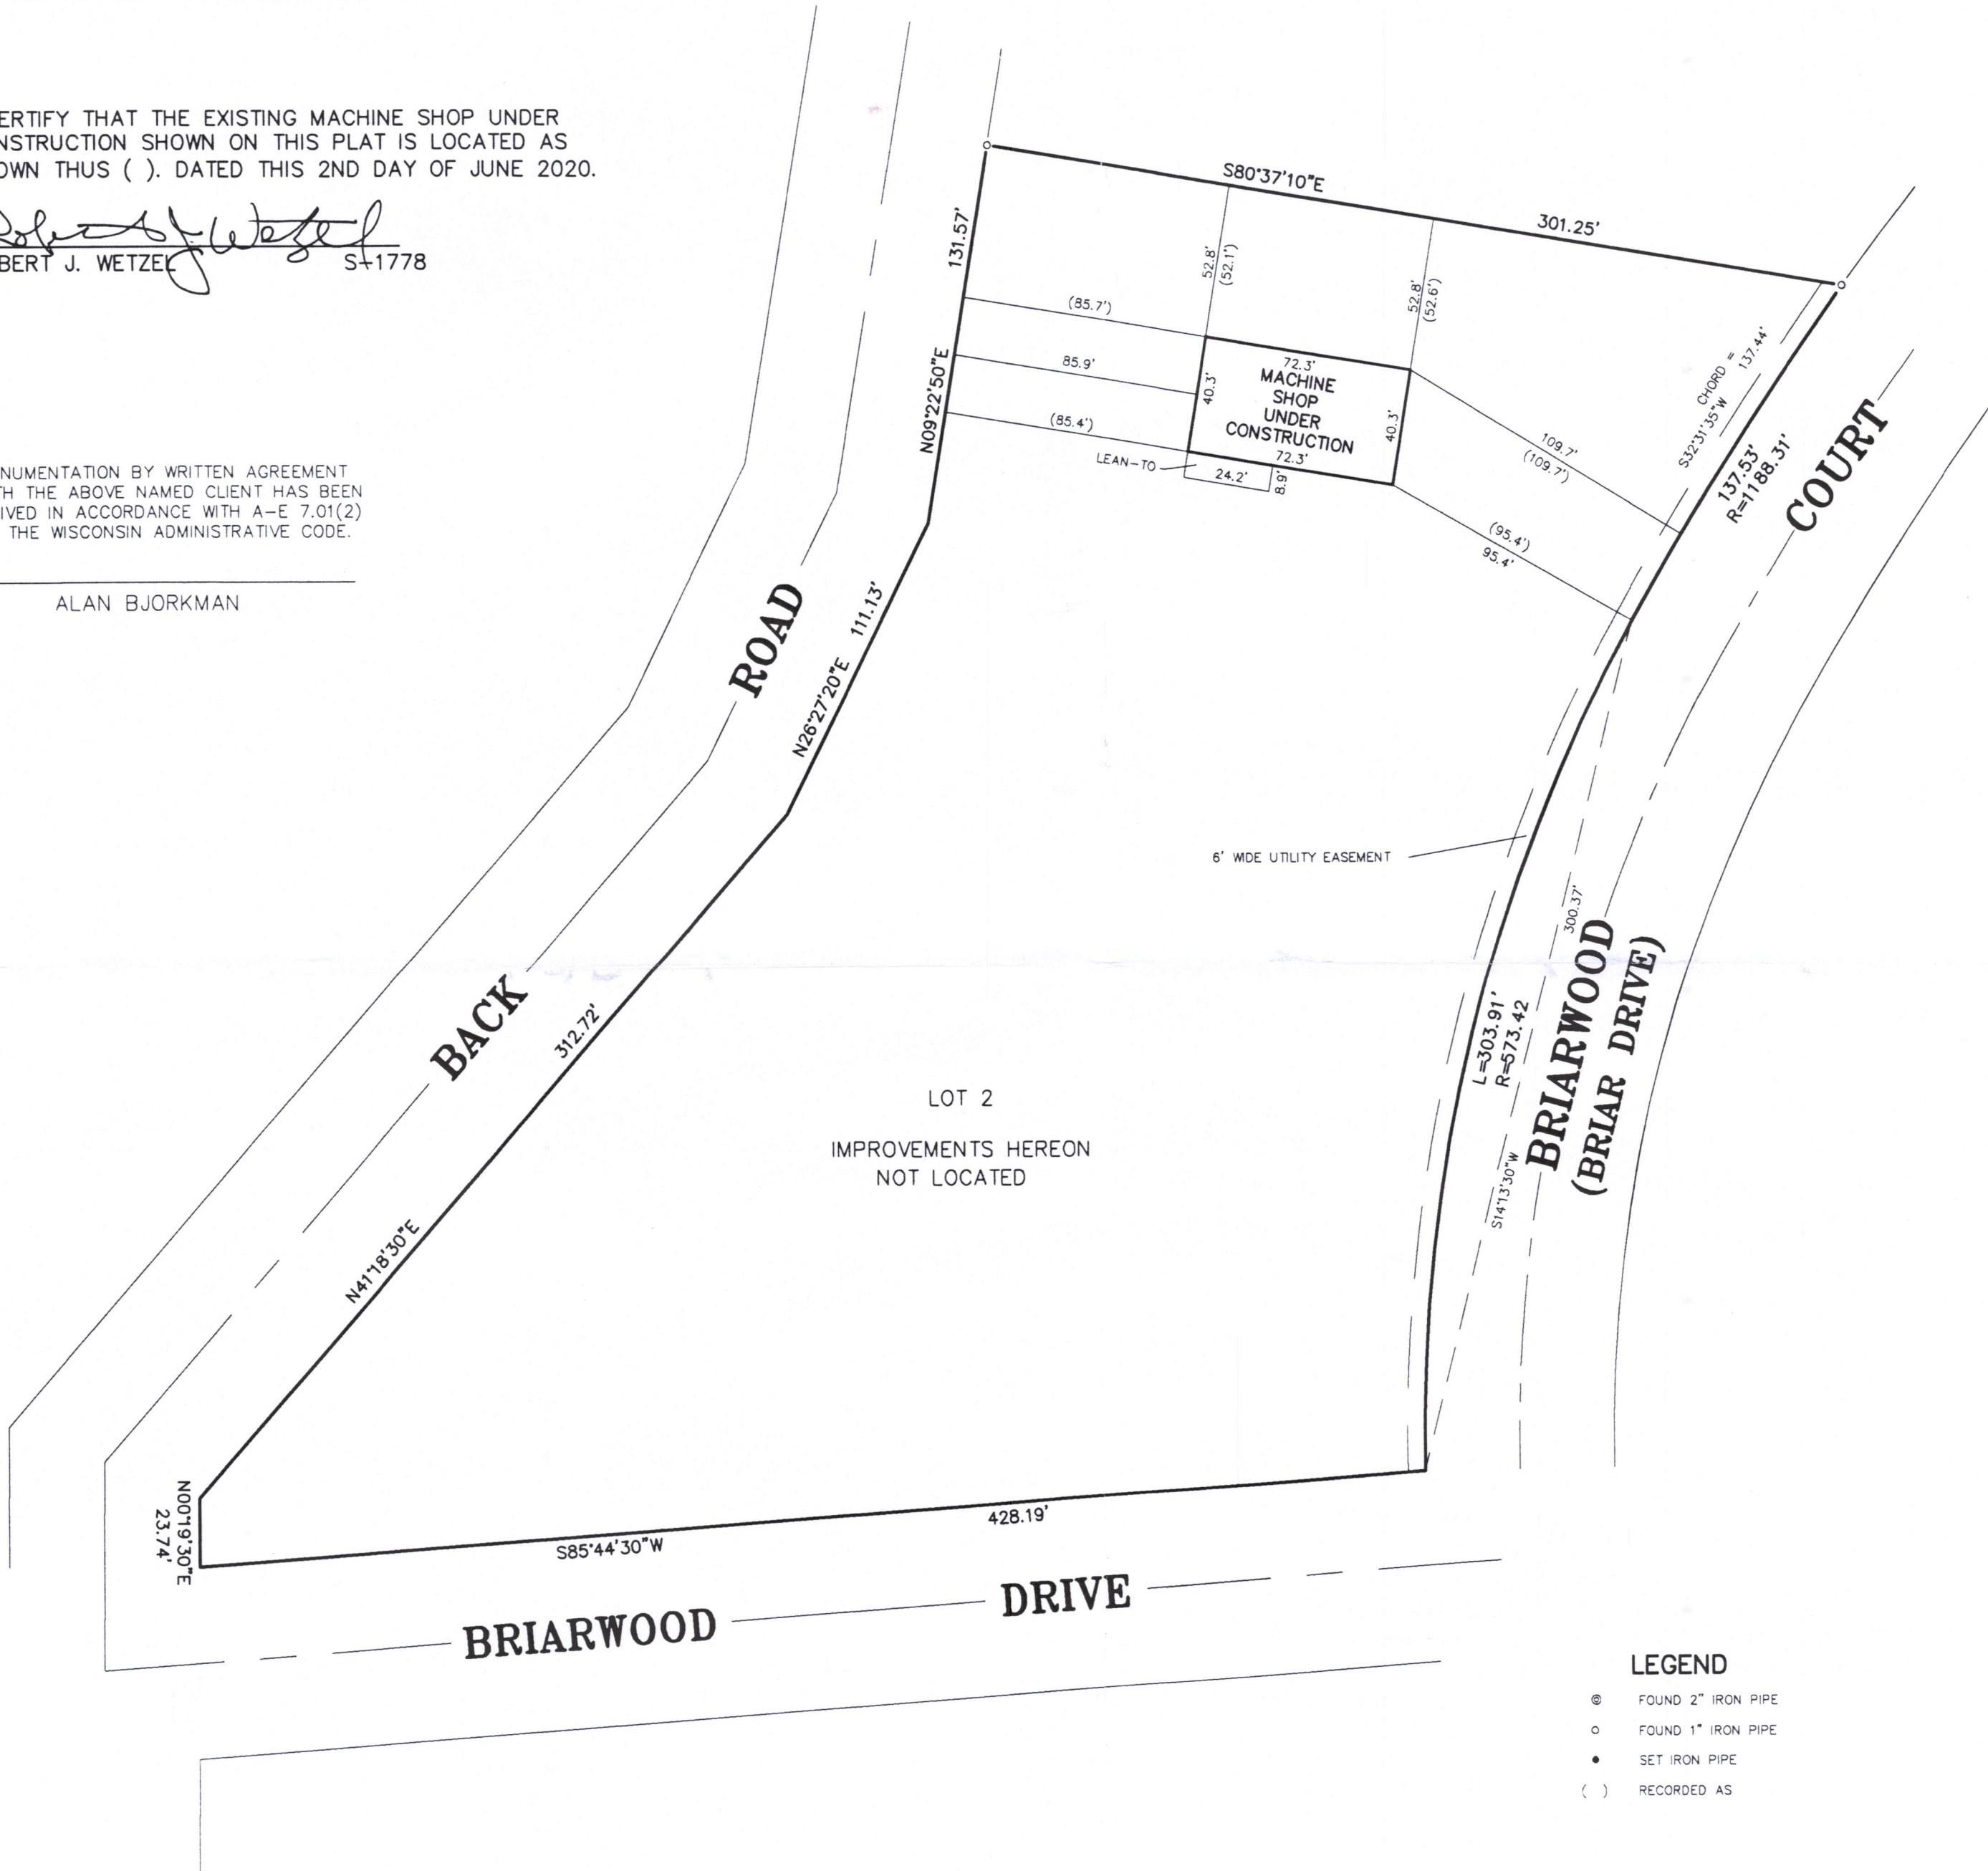 ERTIFY THAT THE EXISTING MACHINE SHOP UNDER
NSTRUCTION SHOWN ON THIS PLAT IS LOCATED AS
OWN THUS ( ). DATED THIS 2ND DAY OF JUNE 2020.
Robert J. Wetzel
BERT J. WETZEL S-1778
NUMENTATION BY WRITTEN AGREEMENT
TH THE ABOVE NAMED CLIENT HAS BEEN
IVED IN ACCORDANCE WITH A-E 7.01(2)
THE WISCONSIN ADMINISTRATIVE CODE.
ALAN BJORKMAN
S80°37'10"E
301.25'
131.57'
N09°22'50"E
52.8'
(52.1')
52.8'
(52.6')
(85.7')
85.9'
(85.4')
72.3'
MACHINE
SHOP
UNDER
CONSTRUCTION
72.3'
40.3'
40.3'
LEAN-TO
24.2'
8.9'
109.7'
(109.7')
(95.4')
95.4'
CHORD =
137.44'
S32°31'35"W
137.53'
R=1188.31'
COURT
ROAD
111.13'
N26°27'20"E
6' WIDE UTILITY EASEMENT
300.37'
BRIARWOOD
(BRIAR DRIVE)
L=303.91'
R=573.42
S14°13'30"W
BACK
312.72'
N41°18'30"E
LOT 2
IMPROVEMENTS HEREON
NOT LOCATED
N00°19'30"E
23.74'
S85°44'30"W
428.19'
BRIARWOOD DRIVE
LEGEND
FOUND 2" IRON PIPE
FOUND 1" IRON PIPE
SET IRON PIPE
( ) RECORDED AS